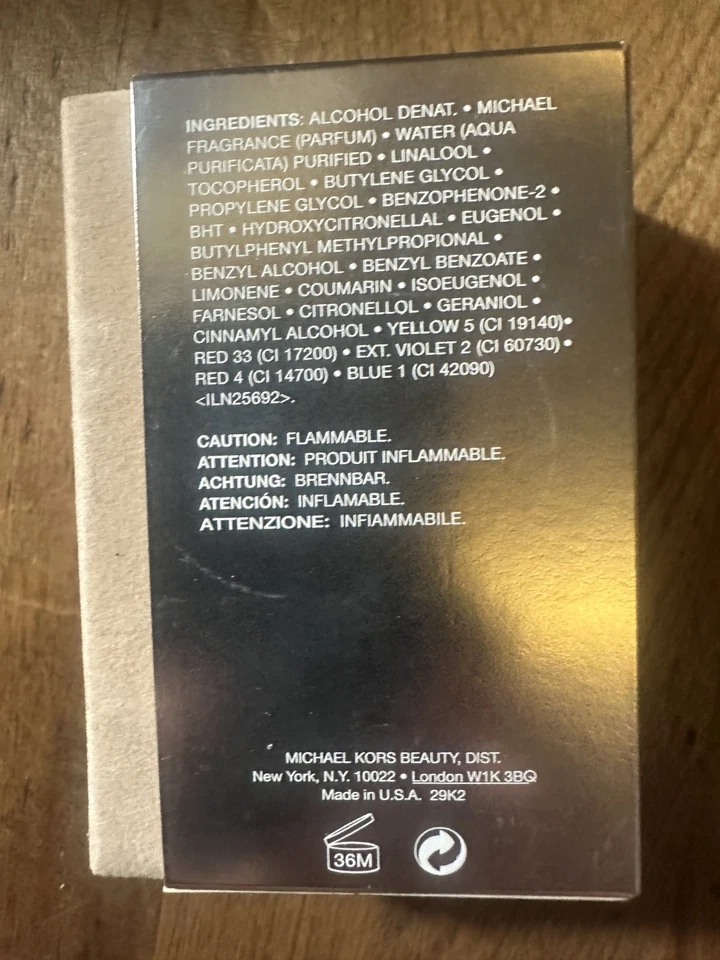 INGREDIENTS: ALCOHOL DENAT. • MICHAEL
FRAGRANCE (PARFUM) • WATER (AQUA
PURIFICATA) PURIFIED • LINALOOL •
TOCOPHEROL • BUTYLENE GLYCOL •
PROPYLENE GLYCOL • BENZOPHENONE-2 •
BHT • HYDROXYCITRONELLAL • EUGENOL •
BUTYLPHENYL METHYLPROPIONAL •
BENZYL ALCOHOL • BENZYL BENZOATE •
LIMONENE • COUMARIN • ISOEUGENOL •
FARNESOL • CITRONELLOL • GERANIOL •
CINNAMYL ALCOHOL • YELLOW 5 (CI 19140)•
RED 33 (CI 17200) • EXT. VIOLET 2 (CI 60730) •
RED 4 (CI 14700) • BLUE 1 (CI 42090)
<ILN25692>.
CAUTION: FLAMMABLE.
ATTENTION: PRODUIT INFLAMMABLE.
ACHTUNG: BRENNBAR.
ATENCIÓN: INFLAMABLE.
ATTENZIONE: INFIAMMABILE.
MICHAEL KORS BEAUTY, DIST.
New York, N.Y. 10022 • London W1K 3BQ
Made in U.S.A. 29K2
36M